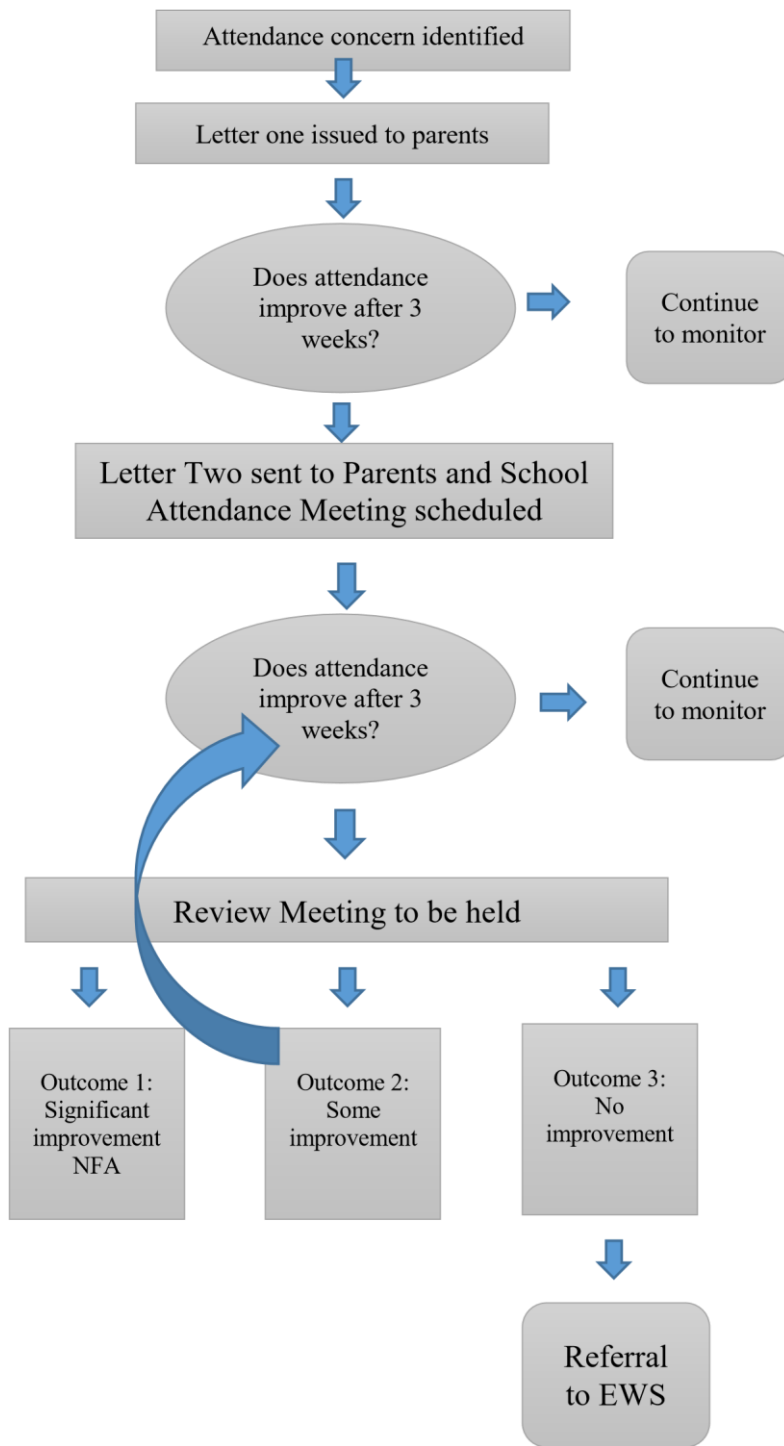 Attendance concern identified
Letter one issued to parents
Does attendance
improve after 3
weeks?
Continue
to monitor
Letter Two sent to Parents and School
Attendance Meeting scheduled
Does attendance
improve after 3
weeks?
Continue
to monitor
Review Meeting to be held
Outcome 1:
Significant
improvement
NFA
Outcome 2:
Some
improvement
Outcome 3:
No
improvement
Referral
to EWS